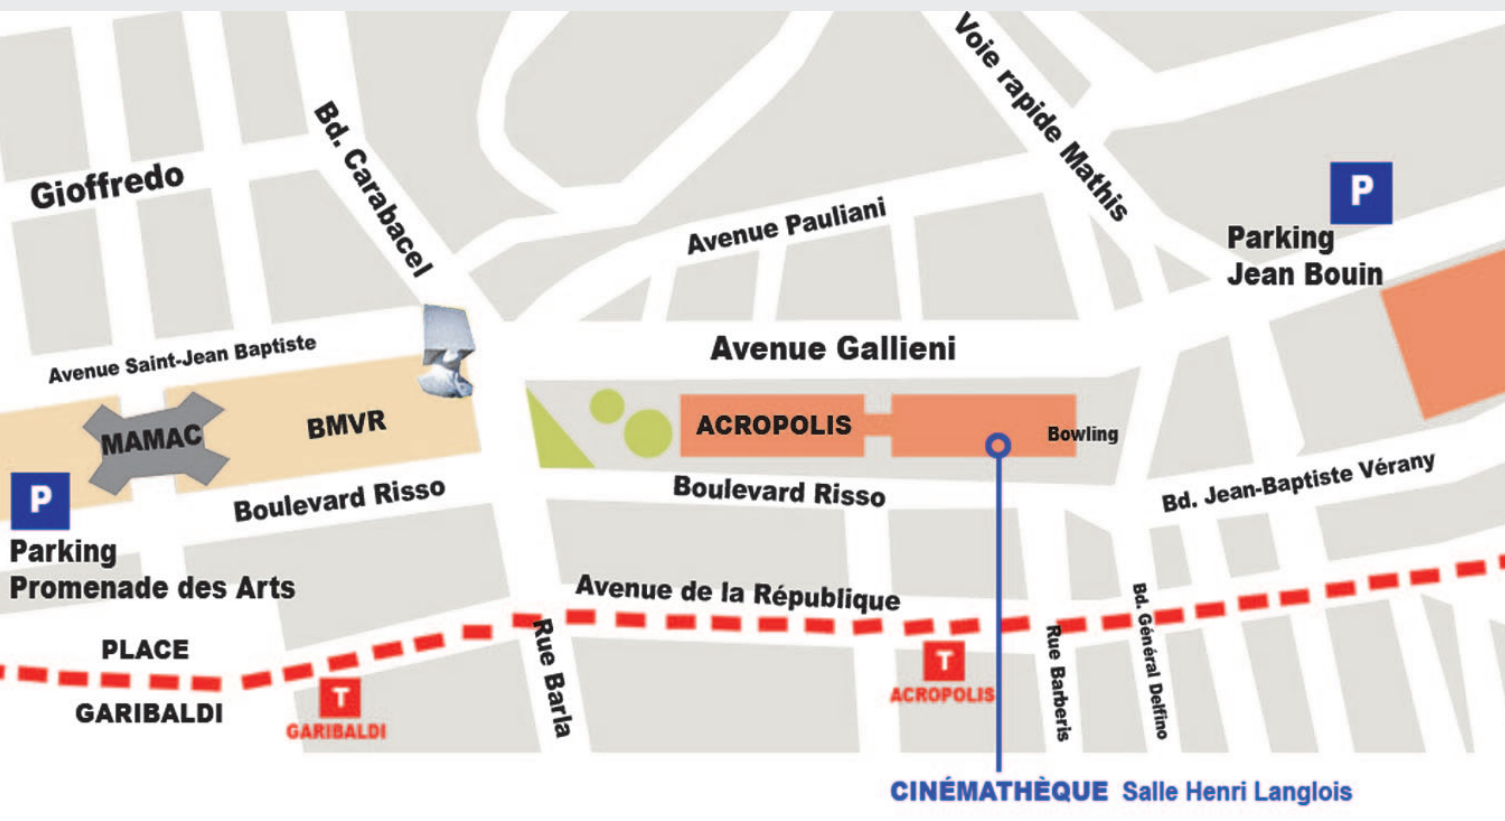 Voie rapide Mathis
Bd. Carabacel
Gioffredo
P
Parking
Jean Bouin
Avenue Pauliani
Avenue Saint-Jean Baptiste
Avenue Gallieni
MAMAC
BMVR
ACROPOLIS
Bowling
Bd. Jean-Baptiste Vérany
P
Boulevard Risso
Boulevard Risso
Parking
Promenade des Arts
Avenue de la République
Bd. Général Delfino
PLACE
GARIBALDI
T
GARIBALDI
Rue Barla
T
ACROPOLIS
Rue Barberis
CINÉMATHÈQUE Salle Henri Langlois